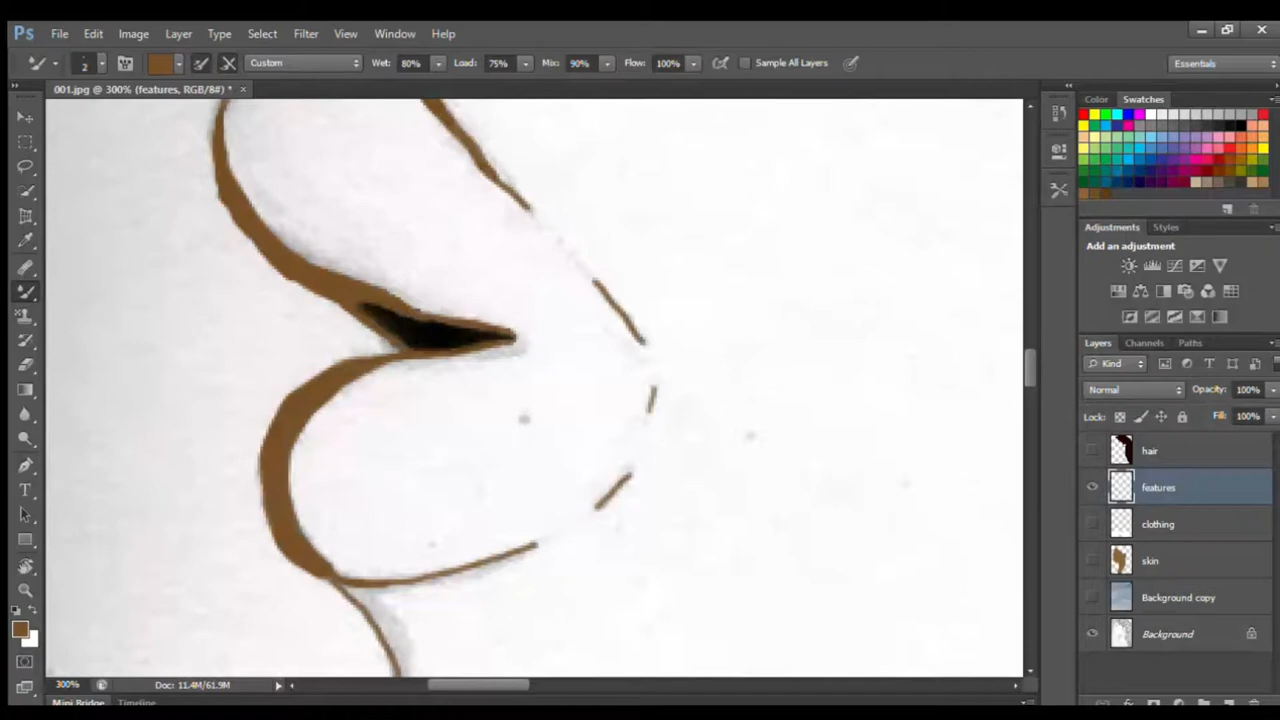 Ps File Edit Image Layer Type Select Filter View Window Help
2 Custom Wet: 80% Load: 75% Mix: 90% Flow: 100% Sample All Layers Essentials
001.jpg @ 300% (features, RGB/8#) * ×
Color Swatches
Adjustments Styles
Add an adjustment
Layers Channels Paths
Kind
Normal Opacity: 100%
Lock: Fill: 100%
hair
features
clothing
skin
Background copy
Background
300% Doc: 11.4M/61.9M
Mini Bridge Timeline